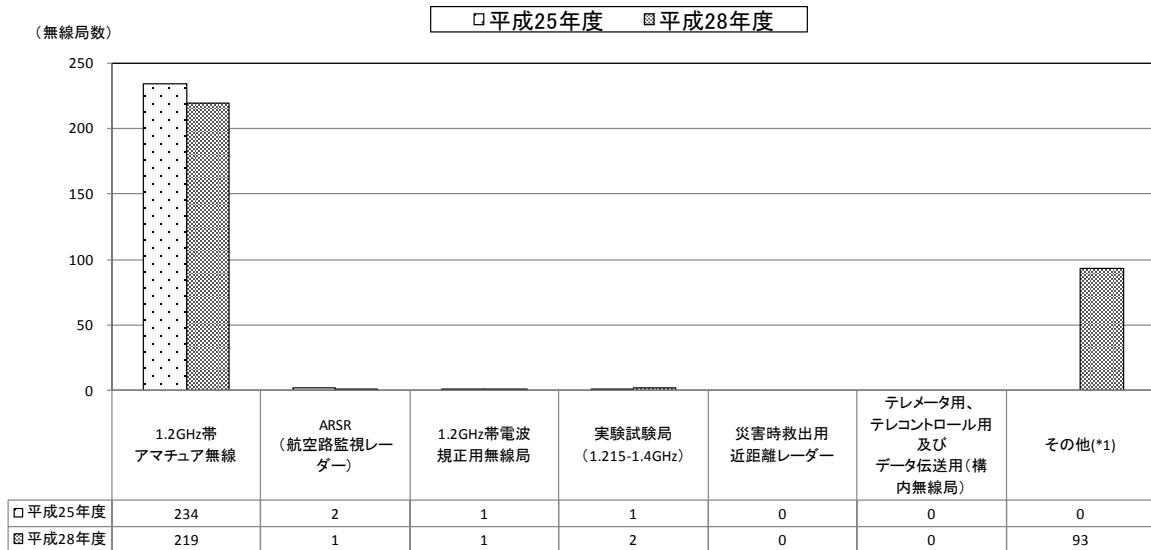 □平成25年度 ▩平成28年度
（無線局数）
250
200
150
100
50
0
1.2GHz帯
アマチュア無線
ARSR
（航空路監視レー
ダー）
1.2GHz帯電波
規正用無線局
実験試験局
（1.215-1.4GHz）
災害時救出用
近距離レーダー
テレメータ用、
テレコントロール用
及び
データ伝送用（構
内無線局）
その他(*1)
□平成25年度 234 2 1 1 0 0 0
▩平成28年度 219 1 1 2 0 0 93